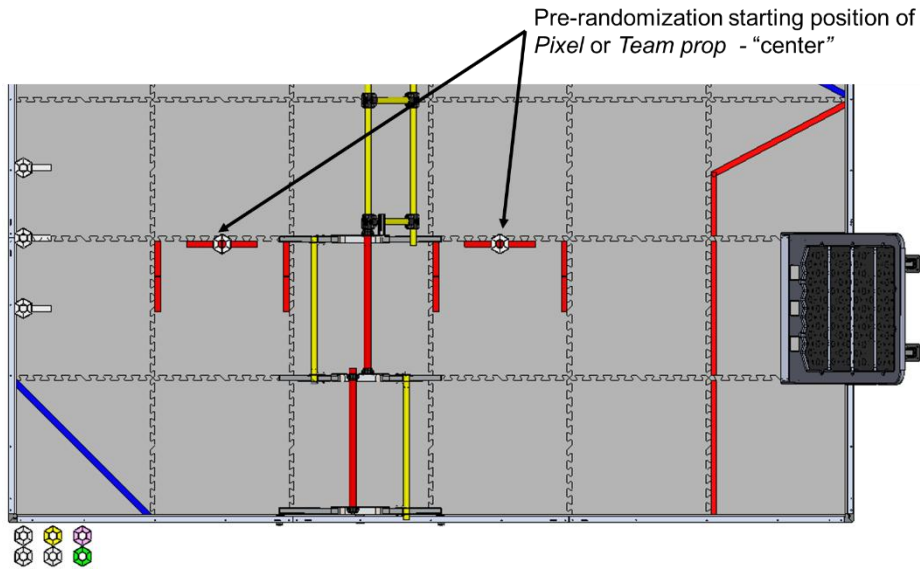 Pre-randomization starting position of
Pixel or Team prop - “center”